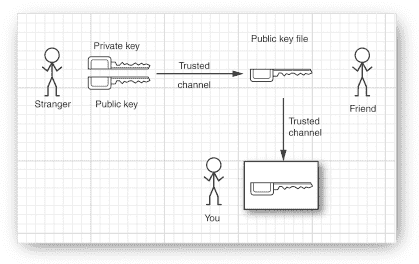 Private key
Public key file
Trusted
channel
Stranger
Public key
Friend
Trusted
channel
You